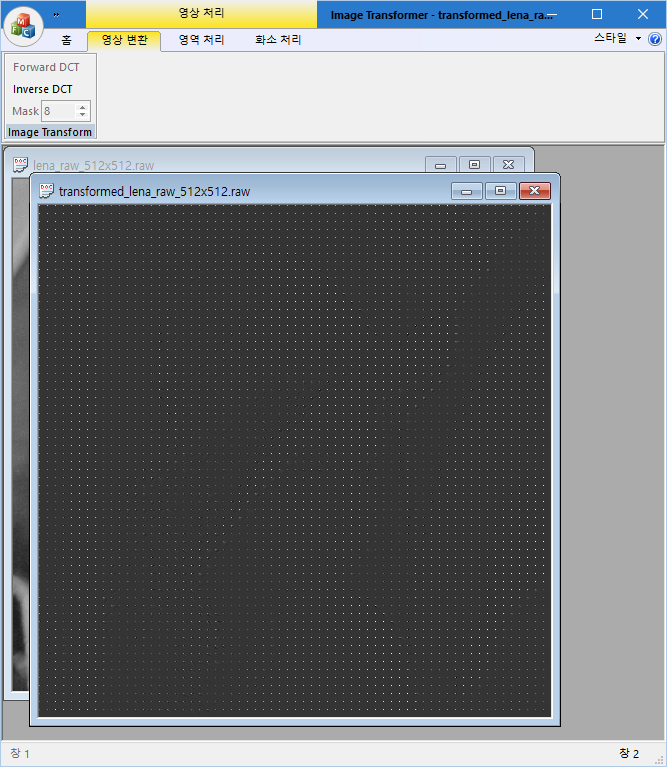 영상 처리
Image Transformer - transformed_lena_ra...
홈 영상 변환 영역 처리 화소 처리 스타일
Forward DCT
Inverse DCT
Mask 8
Image Transform
lena_raw_512x512.raw
transformed_lena_raw_512x512.raw
창 1 창 2